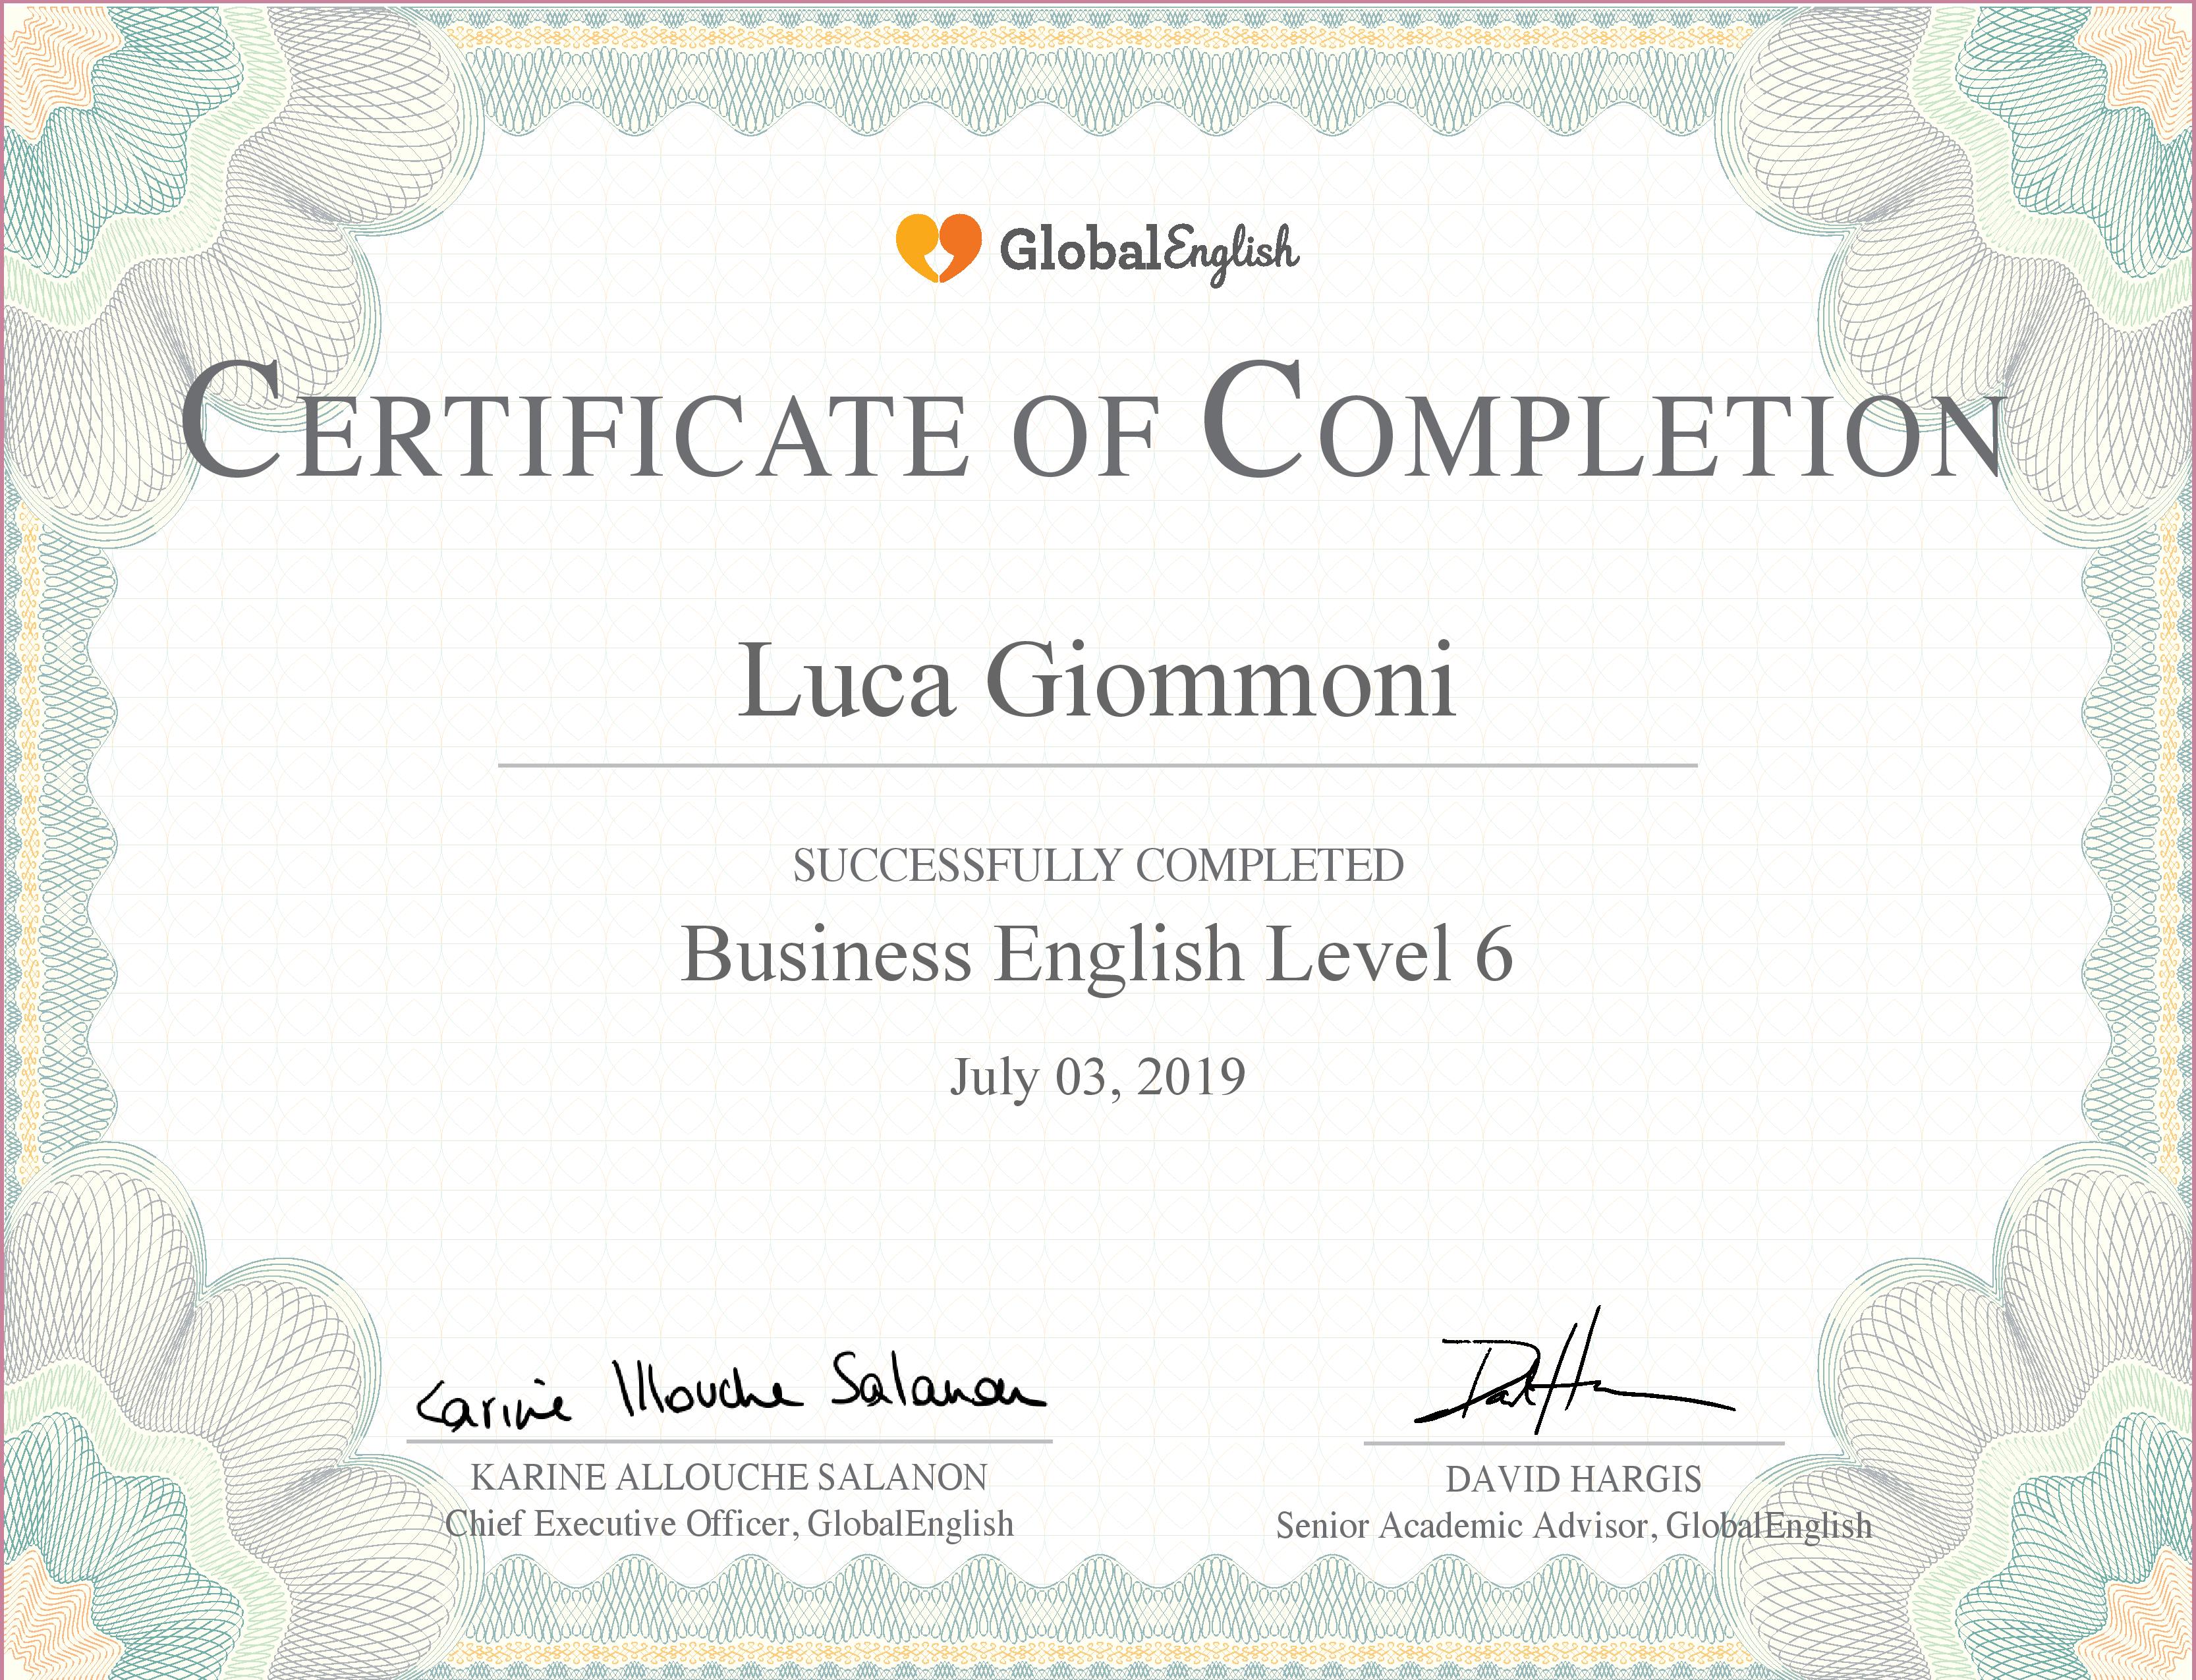 GlobalEnglish
CERTIFICATE OF COMPLETION
Luca Giommoni
SUCCESSFULLY COMPLETED
Business English Level 6
July 03, 2019
Karine Allouche Salanon
KARINE ALLOUCHE SALANON
Chief Executive Officer, GlobalEnglish
DAVID HARGIS
Senior Academic Advisor, GlobalEnglish